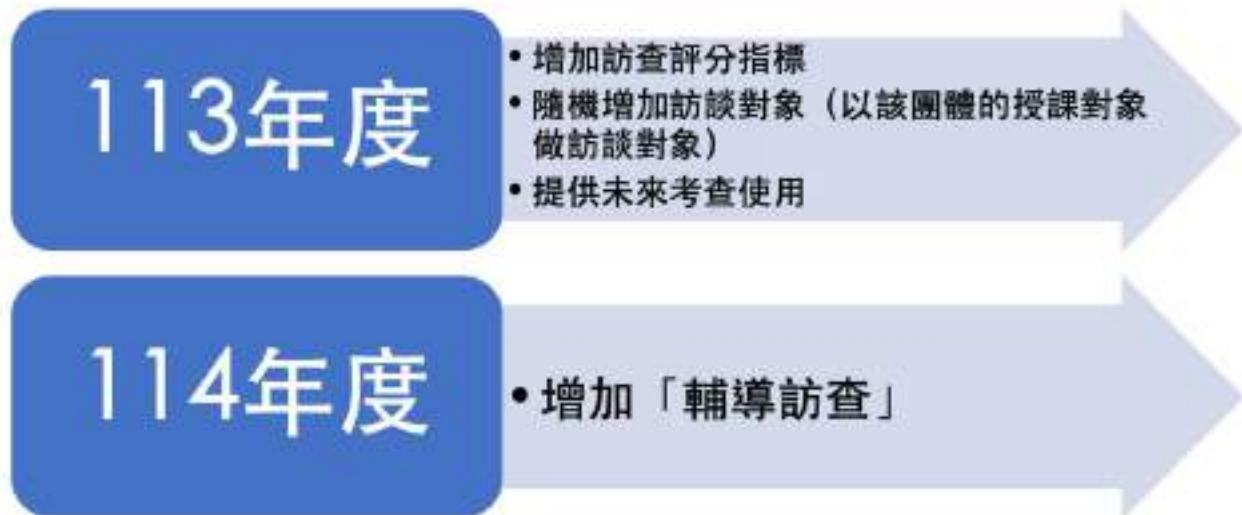 113年度
• 增加訪查評分指標
• 隨機增加訪談對象（以該團體的授課對象
做訪談對象）
• 提供未來考查使用
114年度
• 增加「輔導訪查」